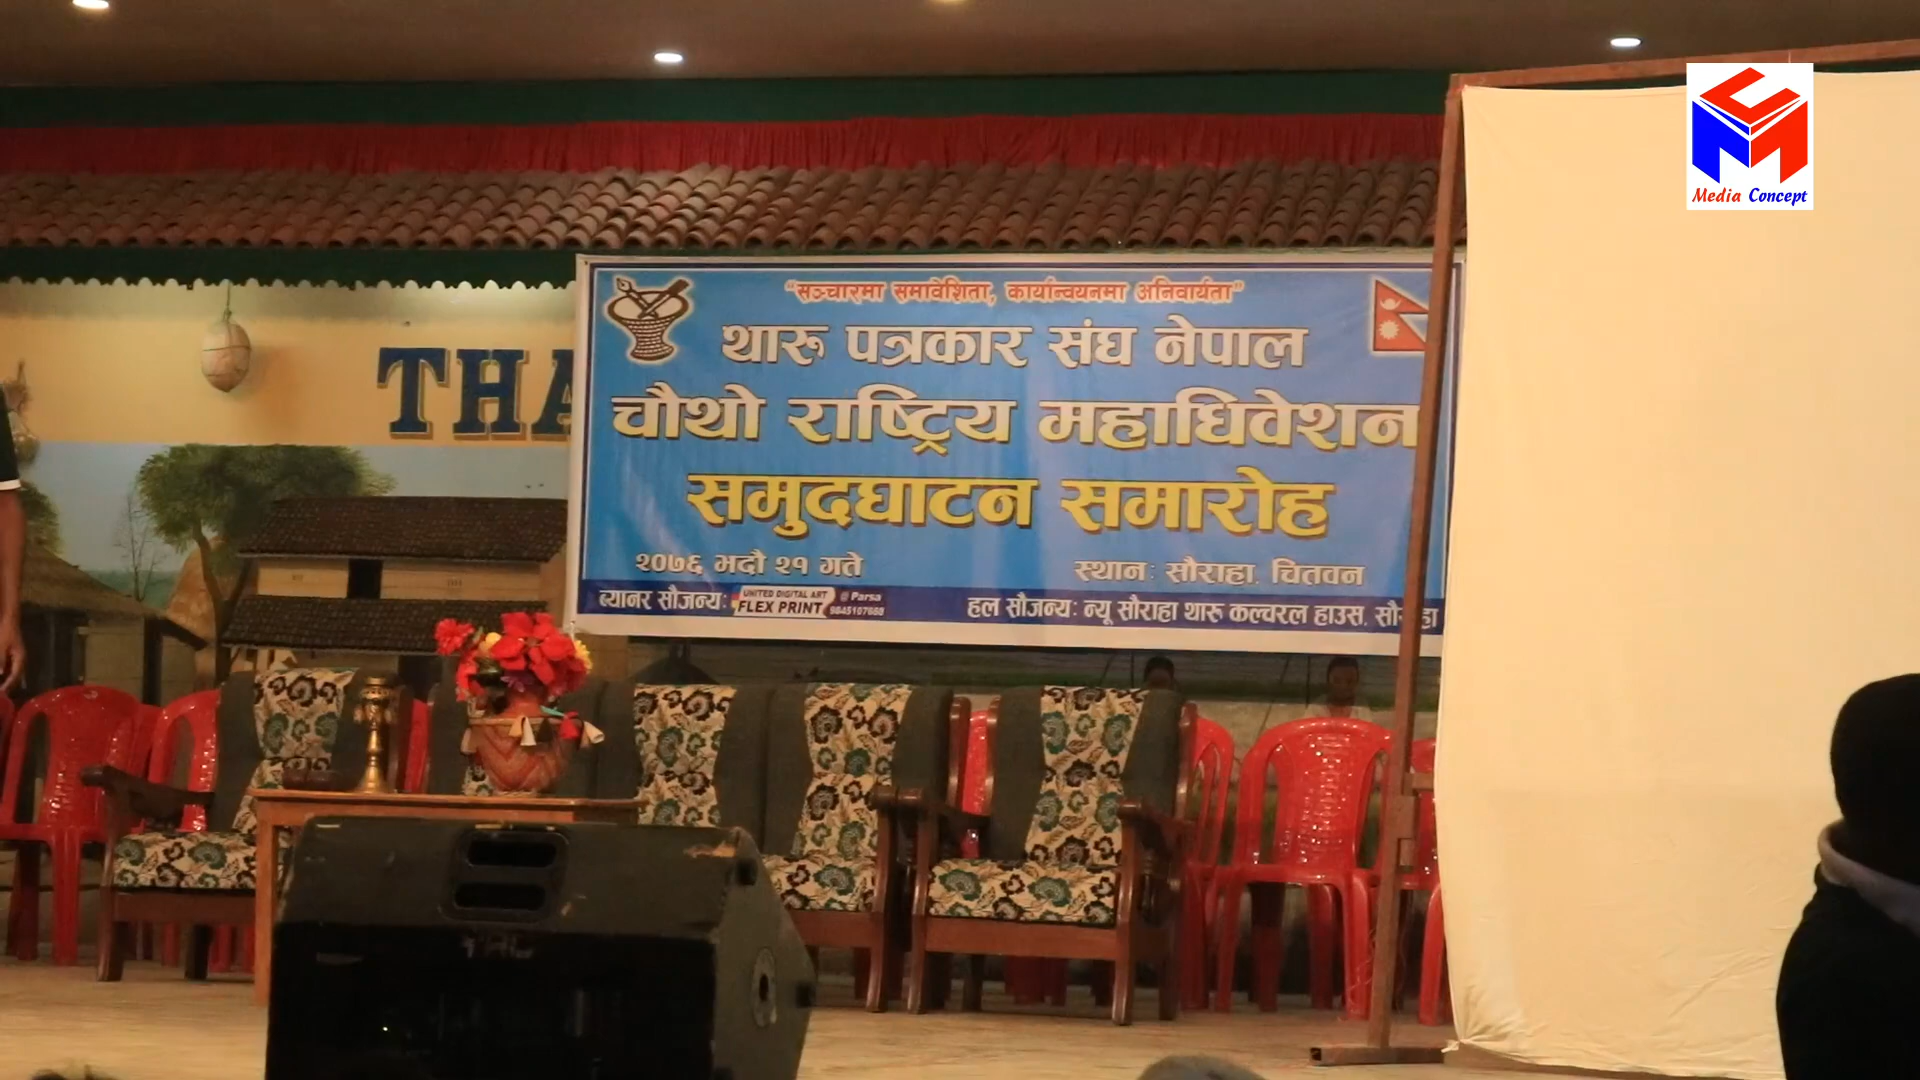 Media Concept
"सञ्चारमा समावेशिता, कार्यान्वयनमा अनिवार्यता"
थारू पत्रकार संघ नेपाल
THA
चौथो राष्ट्रिय महाधिवेशन
समुदघाटन समारोह
२०७६ भदौ २१ गते
स्थान: सौराहा, चितवन
ब्यानर सौजन्य: UNITED DIGITAL ART FLEX PRINT @ Parsa 9845107688
हल सौजन्य: न्यू सौराहा थारू कल्चरल हाउस,